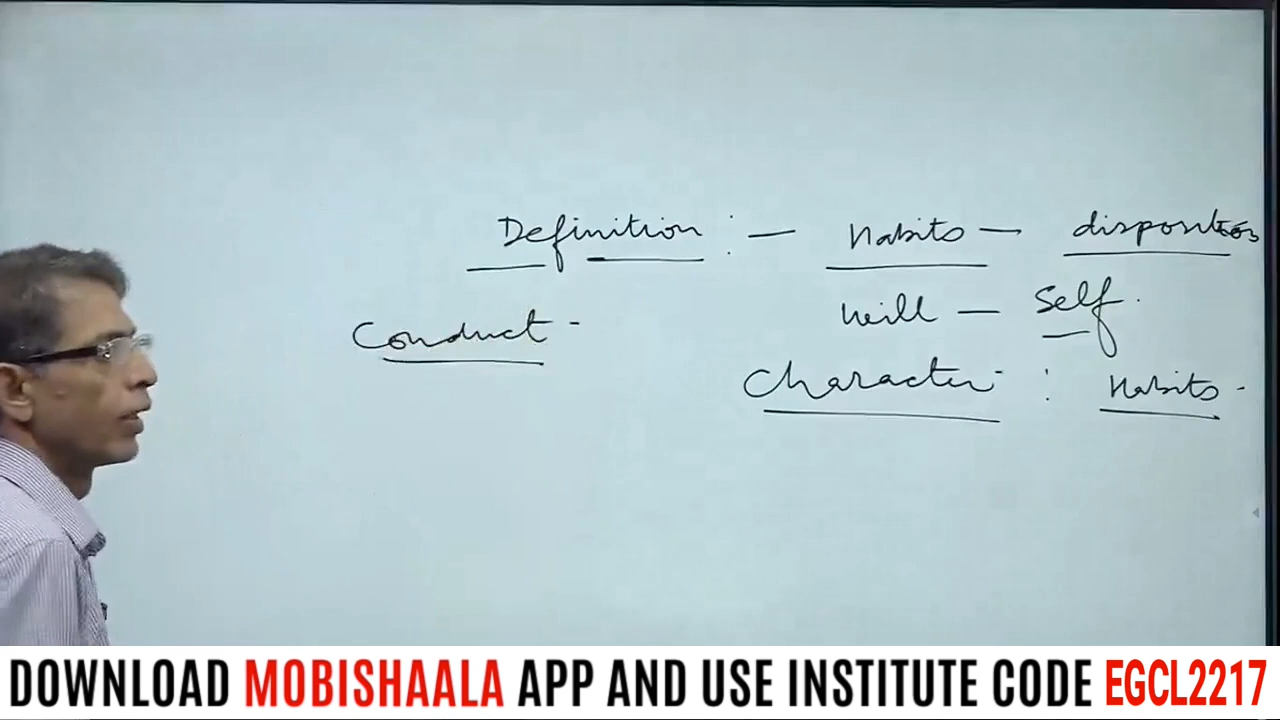 Definition : — Habits — dispositions
Conduct - will — Self.
Character : Habits -
DOWNLOAD MOBISHAALA APP AND USE INSTITUTE CODE EGCL2217